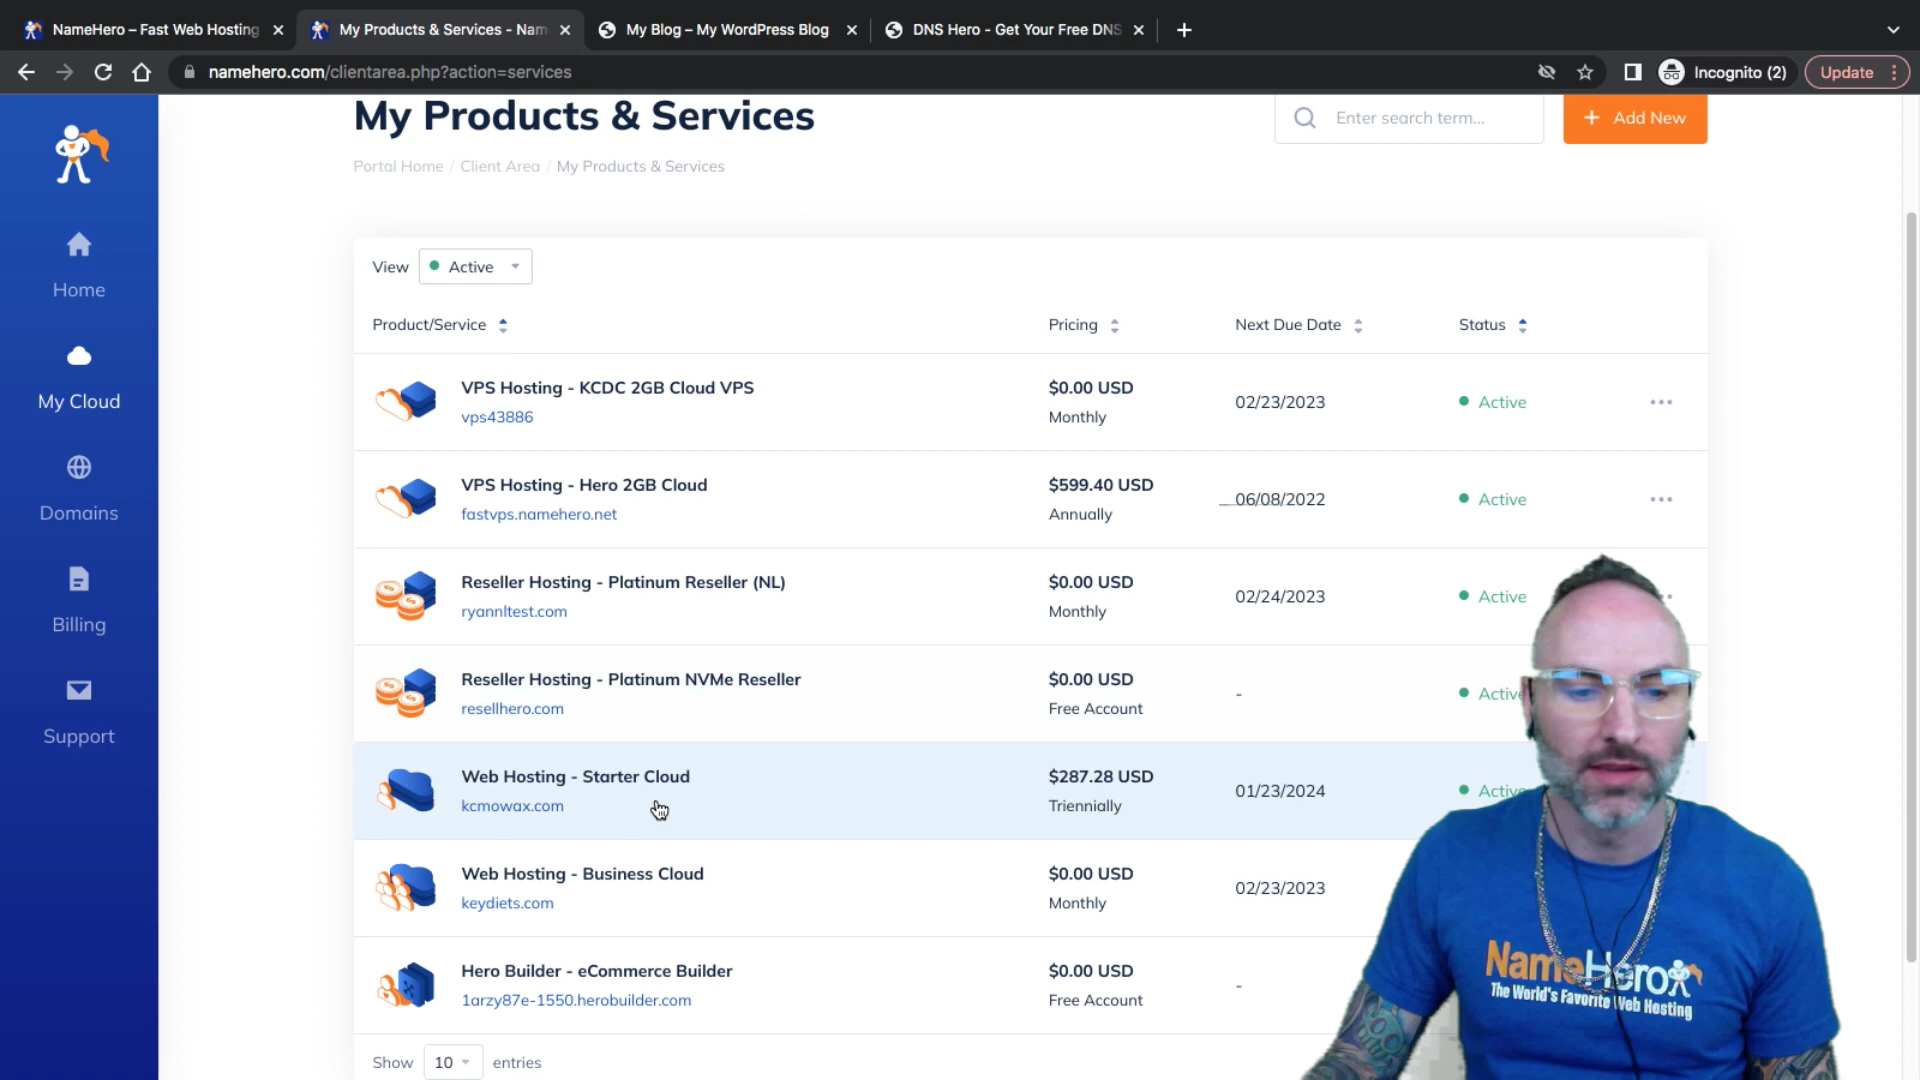 NameHero – Fast Web Hosting
My Products & Services - Nam
My Blog – My WordPress Blog
DNS Hero - Get Your Free DNS
namehero.com/clientarea.php?action=services
Incognito (2)
Update
My Products & Services
Enter search term...
+ Add New
Portal Home / Client Area / My Products & Services
Home
My Cloud
Domains
Billing
Support
View
Active
Product/Service
Pricing
Next Due Date
Status
VPS Hosting - KCDC 2GB Cloud VPS
vps43886
$0.00 USD
Monthly
02/23/2023
Active
VPS Hosting - Hero 2GB Cloud
fastvps.namehero.net
$599.40 USD
Annually
06/08/2022
Active
Reseller Hosting - Platinum Reseller (NL)
ryannltest.com
$0.00 USD
Monthly
02/24/2023
Active
Reseller Hosting - Platinum NVMe Reseller
resellhero.com
$0.00 USD
Free Account
-
Active
Web Hosting - Starter Cloud
kcmowax.com
$287.28 USD
Triennially
01/23/2024
Active
Web Hosting - Business Cloud
keydiets.com
$0.00 USD
Monthly
02/23/2023
Hero Builder - eCommerce Builder
1arzy87e-1550.herobuilder.com
$0.00 USD
Free Account
-
Show 10 entries
NameHero
The World's Favorite Web Hosting